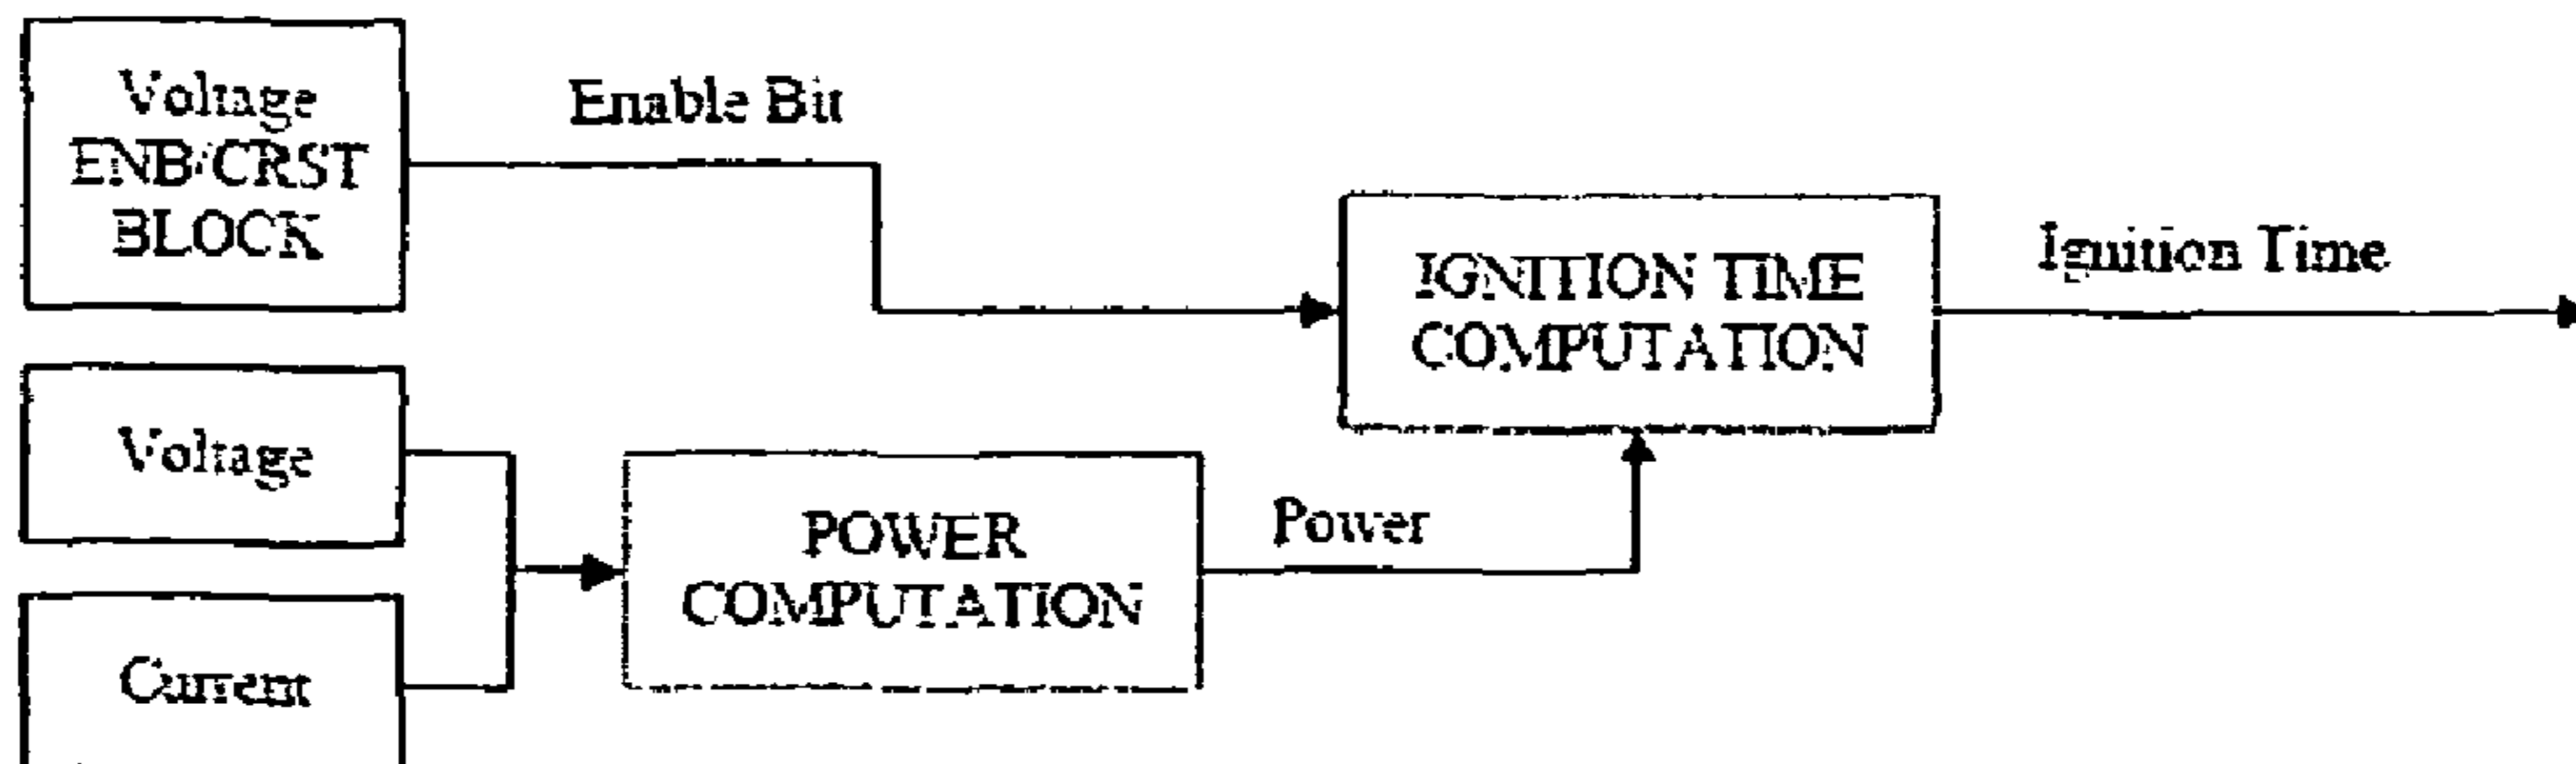 Voltage
ENB/CRST
BLOCK
Enable Bit
IGNITION TIME
COMPUTATION
Ignition Time
Voltage
POWER
COMPUTATION
Power
Current